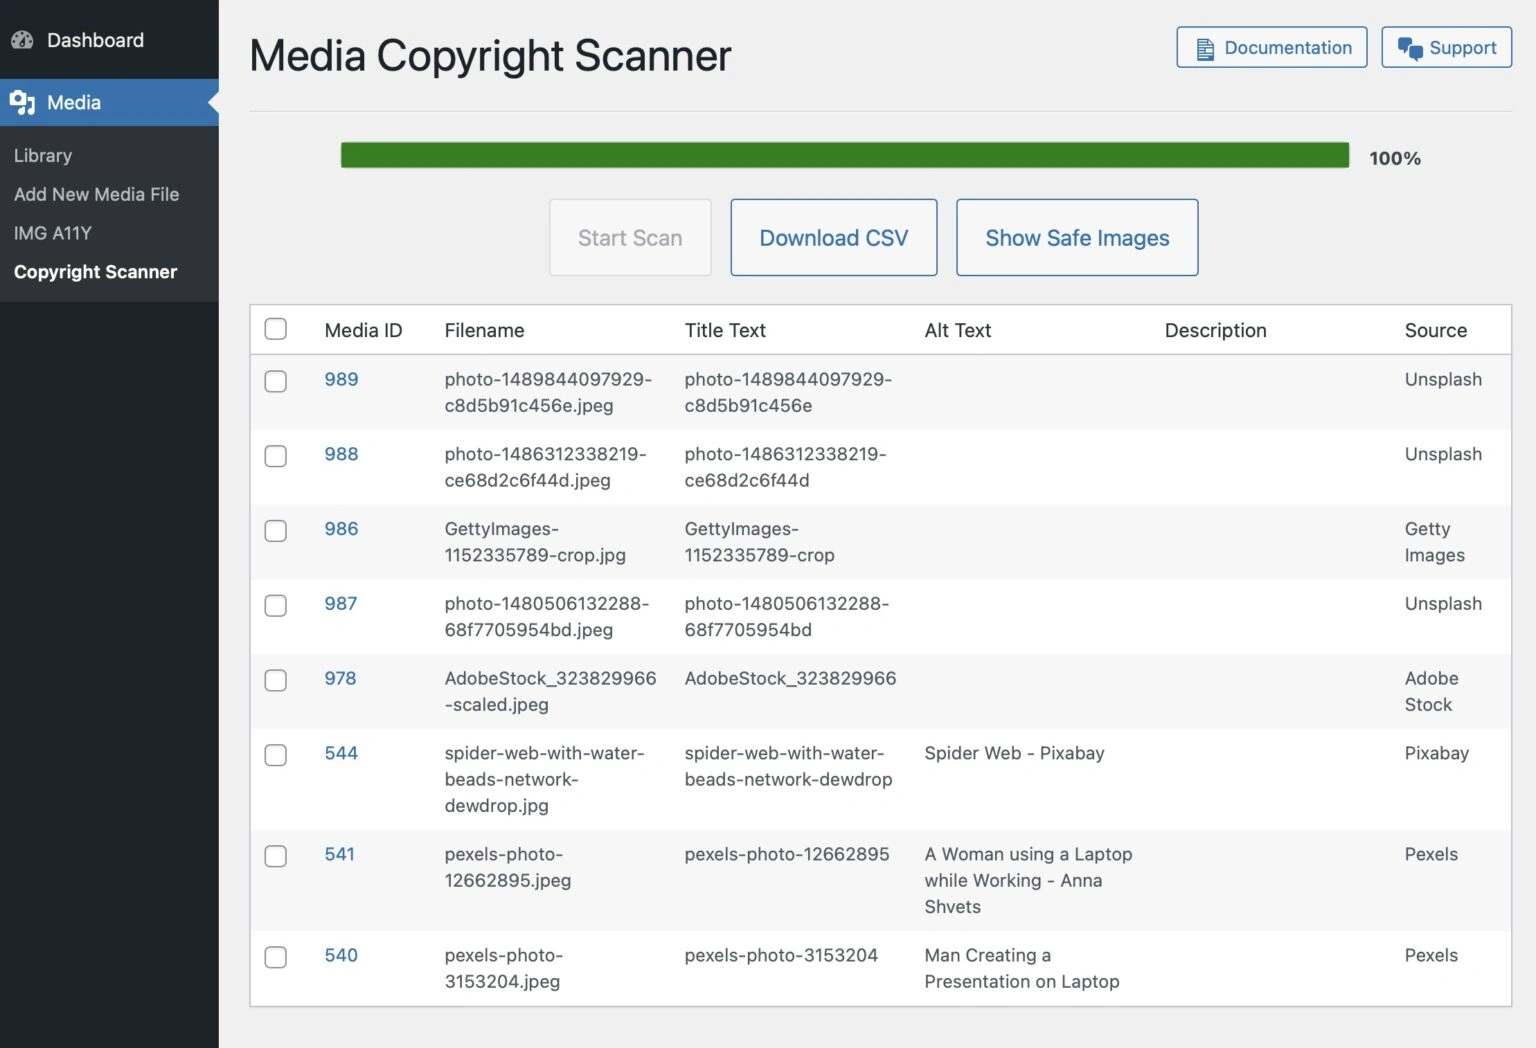 Dashboard
Media
Library
Add New Media File
IMG A11Y
Copyright Scanner
Media Copyright Scanner
Documentation
Support
100%
Start Scan
Download CSV
Show Safe Images
Media ID Filename Title Text Alt Text Description Source
989 photo-1489844097929- photo-1489844097929- Unsplash
c8d5b91c456e.jpeg c8d5b91c456e
988 photo-1486312338219- photo-1486312338219- Unsplash
ce68d2c6f44d.jpeg ce68d2c6f44d
986 GettyImages- GettyImages- Getty
1152335789-crop.jpg 1152335789-crop Images
987 photo-1480506132288- photo-1480506132288- Unsplash
68f7705954bd.jpeg 68f7705954bd
978 AdobeStock_323829966 AdobeStock_323829966 Adobe
-scaled.jpeg Stock
544 spider-web-with-water- spider-web-with-water- Spider Web - Pixabay Pixabay
beads-network- beads-network-dewdrop
dewdrop.jpg
541 pexels-photo- pexels-photo-12662895 A Woman using a Laptop Pexels
12662895.jpeg while Working - Anna
Shvets
540 pexels-photo- pexels-photo-3153204 Man Creating a Pexels
3153204.jpeg Presentation on Laptop